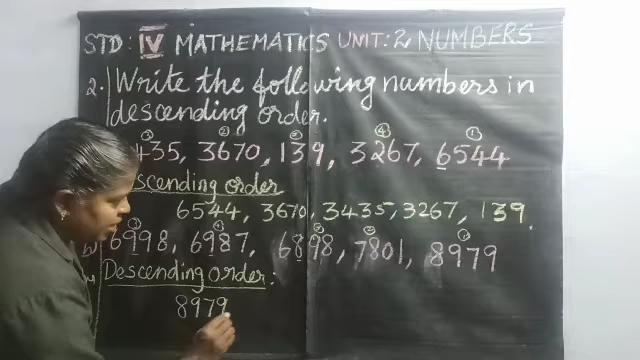 STD: IV MATHEMATICS UNIT: 2 NUMBERS
2. Write the following numbers in
descending order.
435, 3670, 139, 3267, 6544
scending order
6544, 3670, 3435, 3267, 139.
b) 6998, 6987, 6898, 7801, 8979
Descending order:
8979